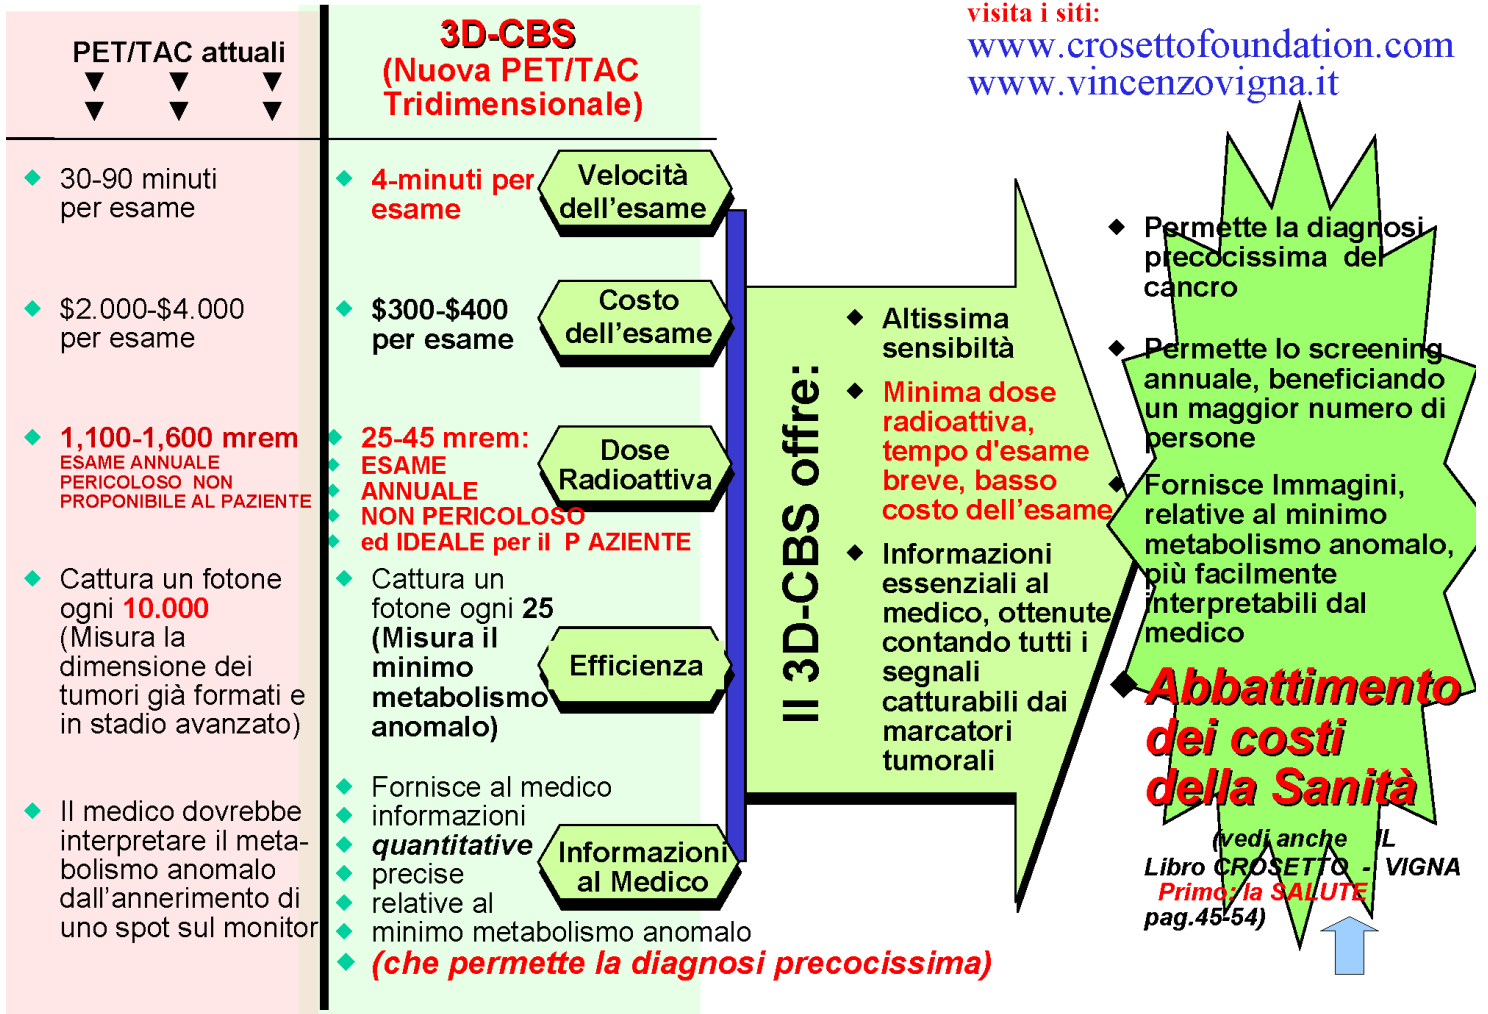 visita i siti:
www.crosettofoundation.com
www.vincenzovigna.it
PET/TAC attuali
3D-CBS
(Nuova PET/TAC
Tridimensionale)
30-90 minuti
per esame
4-minuti per
esame
Velocità
dell'esame
$2.000-$4.000
per esame
$300-$400
per esame
Costo
dell'esame
1,100-1,600 mrem
ESAME ANNUALE
PERICOLOSO NON
PROPONIBILE AL PAZIENTE
25-45 mrem:
ESAME
ANNUALE
NON PERICOLOSO
ed IDEALE per il P AZIENTE
Dose
Radioattiva
Cattura un fotone
ogni 10.000
(Misura la
dimensione dei
tumori già formati e
in stadio avanzato)
Cattura un
fotone ogni 25
(Misura il
minimo
metabolismo
anomalo)
Efficienza
Il medico dovrebbe
interpretare il meta-
bolismo anomalo
dall'annerimento di
uno spot sul monitor
Fornisce al medico
informazioni
quantitative
precise
relative al
minimo metabolismo anomalo
(che permette la diagnosi precocissima)
Informazioni
al Medico
Il 3D-CBS offre:
Altissima
sensibiltà
Minima dose
radioattiva,
tempo d'esame
breve, basso
costo dell'esame
Informazioni
essenziali al
medico, ottenute
contando tutti i
segnali
catturabili dai
marcatori
tumorali
Permette la diagnosi
precocissima del
cancro
Permette lo screening
annuale, beneficiando
un maggior numero di
persone
Fornisce Immagini,
relative al minimo
metabolismo anomalo,
più facilmente
interpretabili dal
medico
Abbattimento
dei costi
della Sanità
(vedi anche IL
Libro CROSETTO - VIGNA
Primo: la SALUTE
pag.45-54)